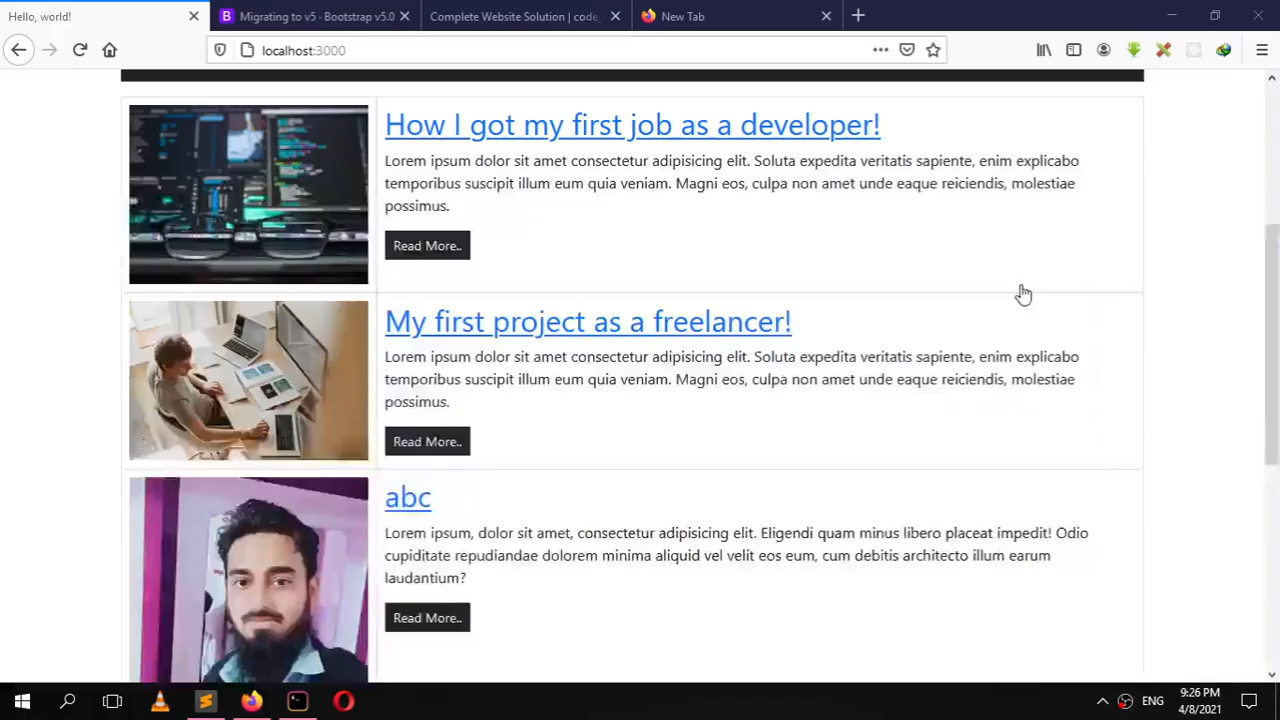 Hello, world!
Migrating to v5 · Bootstrap v5.0
Complete Website Solution | code_
New Tab
localhost:3000
How I got my first job as a developer!
Lorem ipsum dolor sit amet consectetur adipisicing elit. Soluta expedita veritatis sapiente, enim explicabo
temporibus suscipit illum eum quia veniam. Magni eos, culpa non amet unde eaque reiciendis, molestiae
possimus.
Read More..
My first project as a freelancer!
Lorem ipsum dolor sit amet consectetur adipisicing elit. Soluta expedita veritatis sapiente, enim explicabo
temporibus suscipit illum eum quia veniam. Magni eos, culpa non amet unde eaque reiciendis, molestiae
possimus.
Read More..
abc
Lorem ipsum, dolor sit amet, consectetur adipisicing elit. Eligendi quam minus libero placeat impedit! Odio
cupiditate repudiandae dolorem minima aliquid vel velit eos eum, cum debitis architecto illum earum
laudantium?
Read More..
ENG
9:26 PM
4/8/2021